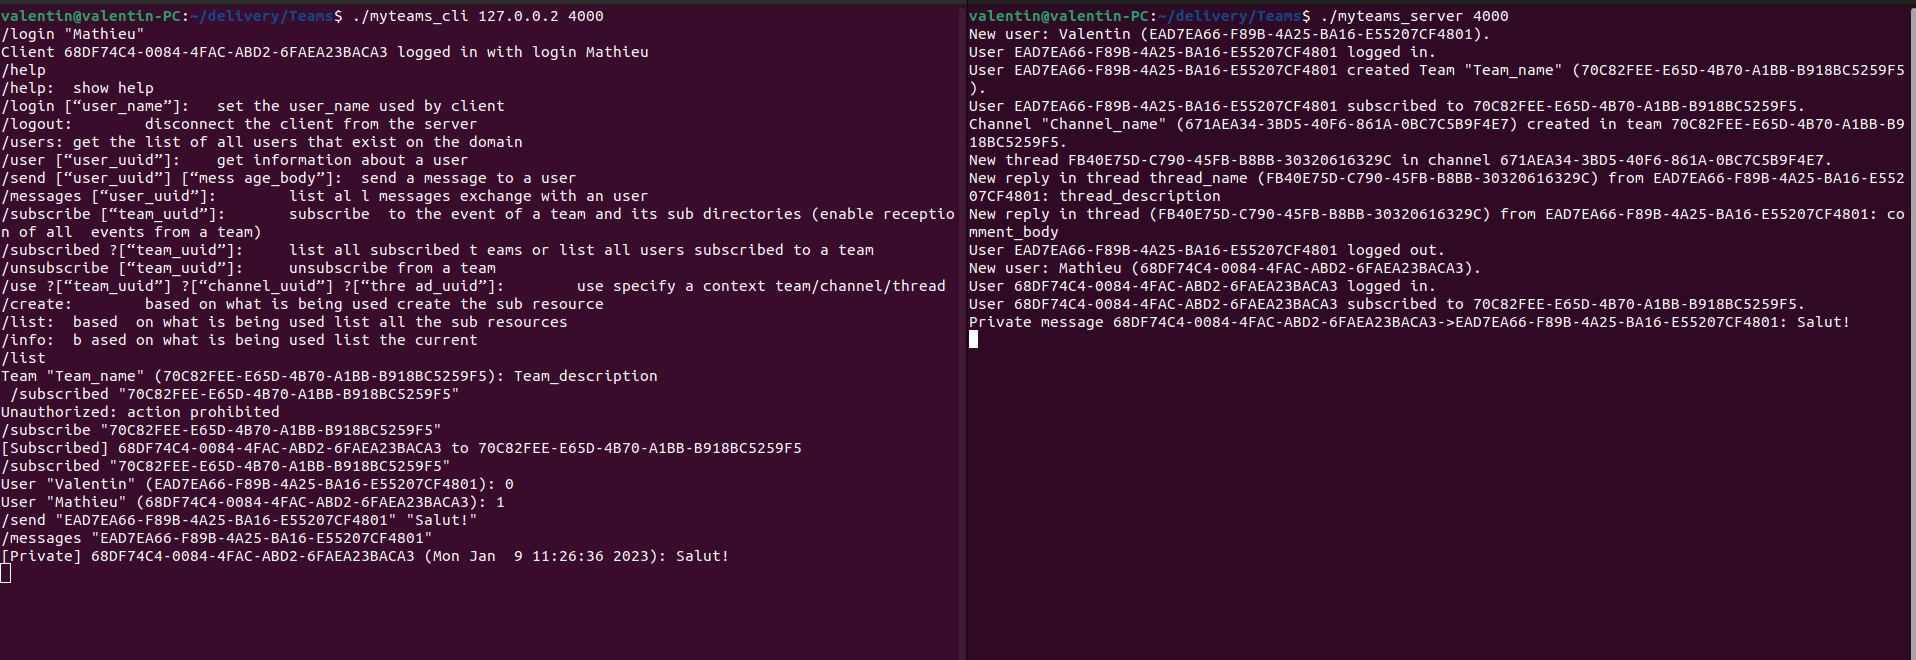 valentin@valentin-PC:~/delivery/Teams$ ./myteams_cli 127.0.0.2 4000
/login "Mathieu"
Client 68DF74C4-0084-4FAC-ABD2-6FAEA23BACA3 logged in with login Mathieu
/help
/help:  show help
/login [“user_name”]:   set the user_name used by client
/logout:        disconnect the client from the server
/users: get the list of all users that exist on the domain
/user [“user_uuid”]:    get information about a user
/send [“user_uuid”] [“mess age_body”]:  send a message to a user
/messages [“user_uuid”]:        list al l messages exchange with an user
/subscribe [“team_uuid”]:       subscribe  to the event of a team and its sub directories (enable receptio
n of all  events from a team)
/subscribed ?[“team_uuid”]:     list all subscribed t eams or list all users subscribed to a team
/unsubscribe [“team_uuid”]:     unsubscribe from a team
/use ?[“team_uuid”] ?[“channel_uuid”] ?[“thre ad_uuid”]:        use specify a context team/channel/thread
/create:        based on what is being used create the sub resource
/list:  based  on what is being used list all the sub resources
/info:  b ased on what is being used list the current
/list
Team "Team_name" (70C82FEE-E65D-4B70-A1BB-B918BC5259F5): Team_description
 /subscribed "70C82FEE-E65D-4B70-A1BB-B918BC5259F5"
Unauthorized: action prohibited
/subscribe "70C82FEE-E65D-4B70-A1BB-B918BC5259F5"
[Subscribed] 68DF74C4-0084-4FAC-ABD2-6FAEA23BACA3 to 70C82FEE-E65D-4B70-A1BB-B918BC5259F5
/subscribed "70C82FEE-E65D-4B70-A1BB-B918BC5259F5"
User "Valentin" (EAD7EA66-F89B-4A25-BA16-E55207CF4801): 0
User "Mathieu" (68DF74C4-0084-4FAC-ABD2-6FAEA23BACA3): 1
/send "EAD7EA66-F89B-4A25-BA16-E55207CF4801" "Salut!"
/messages "EAD7EA66-F89B-4A25-BA16-E55207CF4801"
[Private] 68DF74C4-0084-4FAC-ABD2-6FAEA23BACA3 (Mon Jan  9 11:26:36 2023): Salut!
valentin@valentin-PC:~/delivery/Teams$ ./myteams_server 4000
New user: Valentin (EAD7EA66-F89B-4A25-BA16-E55207CF4801).
User EAD7EA66-F89B-4A25-BA16-E55207CF4801 logged in.
User EAD7EA66-F89B-4A25-BA16-E55207CF4801 created Team "Team_name" (70C82FEE-E65D-4B70-A1BB-B918BC5259F5
).
User EAD7EA66-F89B-4A25-BA16-E55207CF4801 subscribed to 70C82FEE-E65D-4B70-A1BB-B918BC5259F5.
Channel "Channel_name" (671AEA34-3BD5-40F6-861A-0BC7C5B9F4E7) created in team 70C82FEE-E65D-4B70-A1BB-B9
18BC5259F5.
New thread FB40E75D-C790-45FB-B8BB-30320616329C in channel 671AEA34-3BD5-40F6-861A-0BC7C5B9F4E7.
New reply in thread thread_name (FB40E75D-C790-45FB-B8BB-30320616329C) from EAD7EA66-F89B-4A25-BA16-E552
07CF4801: thread_description
New reply in thread (FB40E75D-C790-45FB-B8BB-30320616329C) from EAD7EA66-F89B-4A25-BA16-E55207CF4801: co
mment_body
User EAD7EA66-F89B-4A25-BA16-E55207CF4801 logged out.
New user: Mathieu (68DF74C4-0084-4FAC-ABD2-6FAEA23BACA3).
User 68DF74C4-0084-4FAC-ABD2-6FAEA23BACA3 logged in.
User 68DF74C4-0084-4FAC-ABD2-6FAEA23BACA3 subscribed to 70C82FEE-E65D-4B70-A1BB-B918BC5259F5.
Private message 68DF74C4-0084-4FAC-ABD2-6FAEA23BACA3->EAD7EA66-F89B-4A25-BA16-E55207CF4801: Salut!